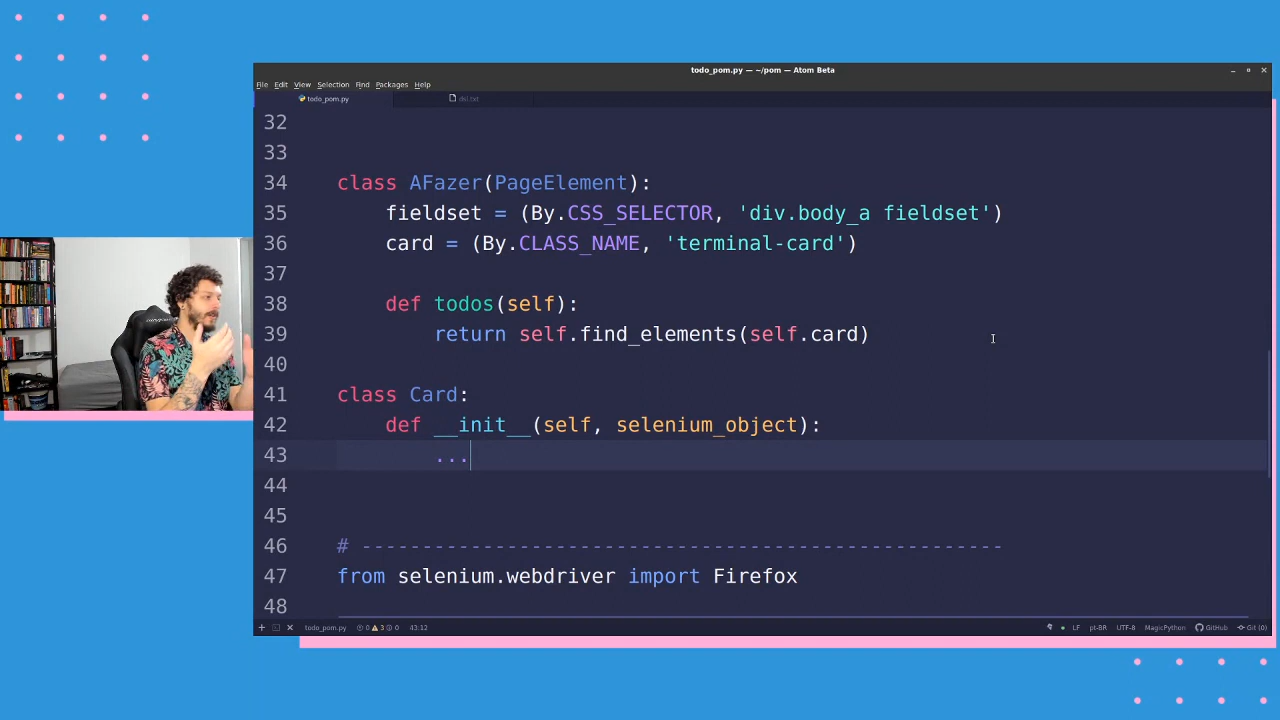 todo_pom.py — ~/pom — Atom Beta
File Edit View Selection Find Packages Help
todo_pom.py
del.txt
32
33
34 class AFazer(PageElement):
35 fieldset = (By.CSS_SELECTOR, 'div.body_a fieldset')
36 card = (By.CLASS_NAME, 'terminal-card')
37
38 def todos(self):
39 return self.find_elements(self.card)
40
41 class Card:
42 def __init__(self, selenium_object):
43 ...
44
45
46 # -----------------------------------------------------
47 from selenium.webdriver import Firefox
48
todo_pom.py 0 3 0 43:12 LF pt-BR UTF-8 MagicPython GitHub Git (0)